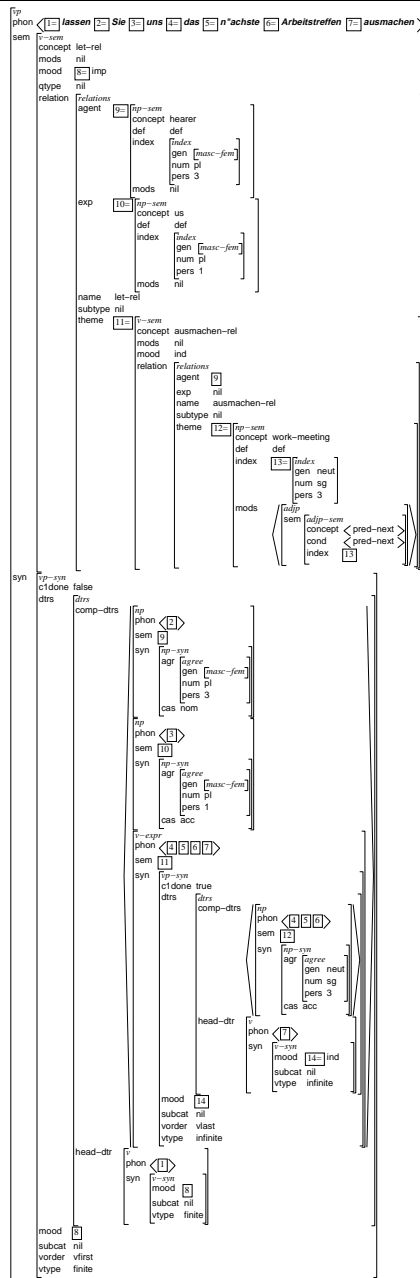 vp
phon 1= lassen 2= Sie 3= uns 4= das 5= n"achste 6= Arbeitstreffen 7= ausmachen
sem v-sem
concept let-rel
mods nil
mood 8= imp
qtype nil
relation relations
agent 9= np-sem
concept hearer
def def
index index
gen masc-fem
num pl
pers 3
mods nil
exp 10= np-sem
concept us
def def
index index
gen masc-fem
num pl
pers 1
mods nil
name let-rel
subtype nil
theme 11= v-sem
concept ausmachen-rel
mods nil
mood ind
relation relations
agent 9
exp nil
name ausmachen-rel
subtype nil
theme 12= np-sem
concept work-meeting
def def
index 13= index
gen neut
num sg
pers 3
mods adjp
sem adjp-sem
concept <pred-next>
cond <pred-next>
index 13
syn vp-syn
c1done false
dtrs dtrs
comp-dtrs np
phon <2>
sem 9
syn np-syn
agr agree
gen masc-fem
num pl
pers 3
cas nom
np
phon <3>
sem 10
syn np-syn
agr agree
gen masc-fem
num pl
pers 1
cas acc
v-expr
phon <4 5 6 7>
sem 11
syn vp-syn
c1done true
dtrs dtrs
comp-dtrs np
phon <4 5 6>
sem 12
syn np-syn
agr agree
gen neut
num sg
pers 3
cas acc
head-dtr v
phon <7>
syn v-syn
mood 14= ind
subcat nil
vtype infinite
mood 14
subcat nil
vorder vlast
vtype infinite
head-dtr v
phon <1>
syn v-syn
mood 8
subcat nil
vtype finite
mood 8
subcat nil
vorder vfirst
vtype finite